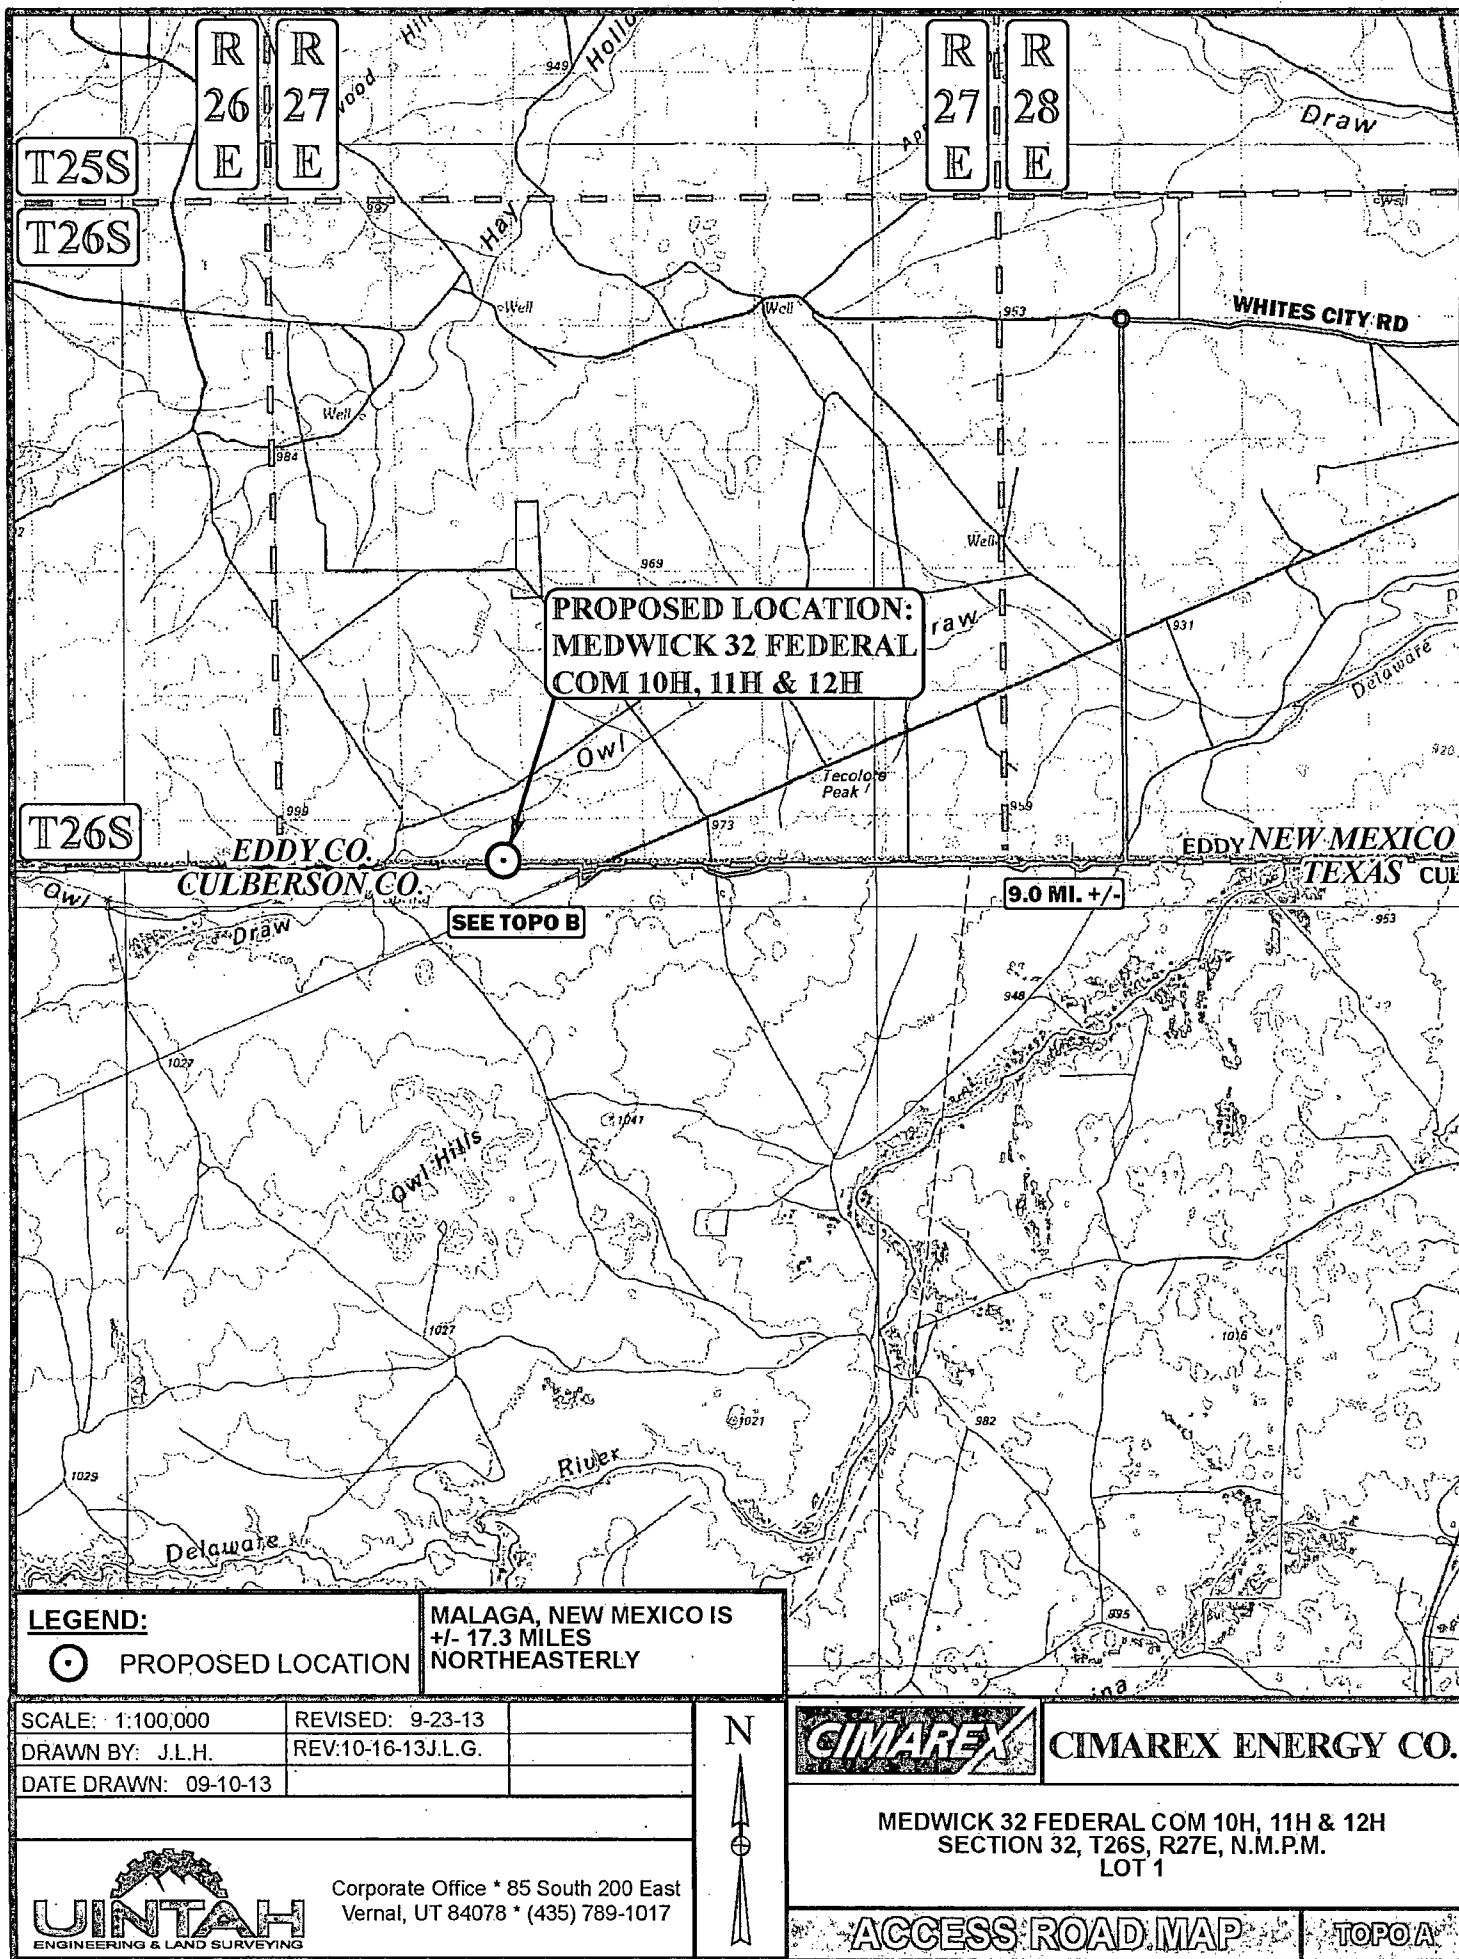 R
26
E
R
27
E
R
27
E
R
28
E
T25S
T26S
Hollo
949
Draw
Hay
Well
Well
953
WHITES CITY RD
Well
984
Well
969
PROPOSED LOCATION:
MEDWICK 32 FEDERAL
COM 10H, 11H & 12H
raw
931
Delaware
Owl
920
Tecolote
Peak
999
973
959
T26S
EDDY CO.
CULBERSON CO.
EDDY NEW MEXICO
TEXAS CUL
9.0 MI. +/-
Owl
Draw
SEE TOPO B
953
948
1027
1041
Owl Hills
1027
1016
1021
982
River
1029
Delaware
895
ina
LEGEND:
PROPOSED LOCATION
MALAGA, NEW MEXICO IS
+/- 17.3 MILES
NORTHEASTERLY
SCALE: 1:100,000
REVISED: 9-23-13
DRAWN BY: J.L.H.
REV:10-16-13J.L.G.
DATE DRAWN: 09-10-13
N
CIMAREX
CIMAREX ENERGY CO.
MEDWICK 32 FEDERAL COM 10H, 11H & 12H
SECTION 32, T26S, R27E, N.M.P.M.
LOT 1
UINTAH
ENGINEERING & LAND SURVEYING
Corporate Office * 85 South 200 East
Vernal, UT 84078 * (435) 789-1017
ACCESS ROAD MAP
TOPO A